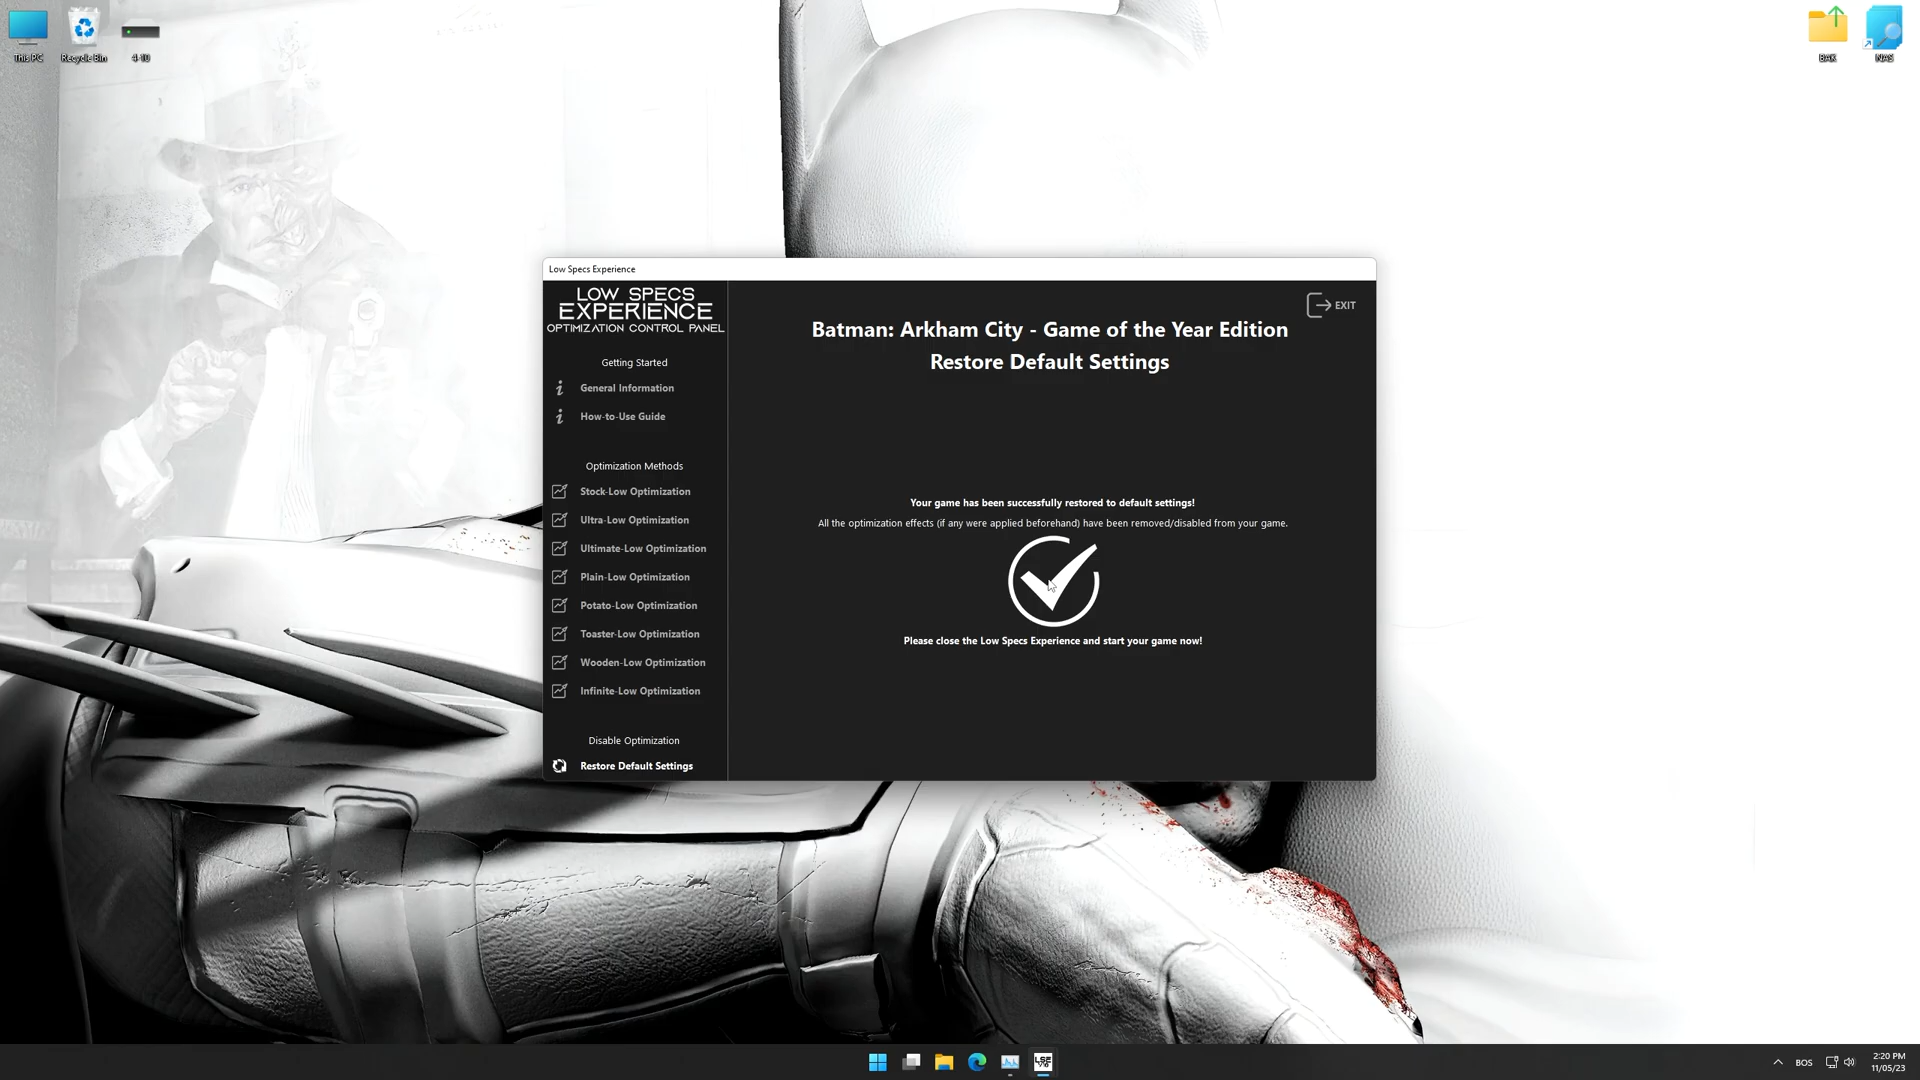 This PC
Recycle Bin
4-10
BAK
NAS
Low Specs Experience
LOW SPECS
EXPERIENCE
OPTIMIZATION CONTROL PANEL
Getting Started
General Information
How-to-Use Guide
Optimization Methods
Stock-Low Optimization
Ultra-Low Optimization
Ultimate-Low Optimization
Plain-Low Optimization
Potato-Low Optimization
Toaster-Low Optimization
Wooden-Low Optimization
Infinite-Low Optimization
Disable Optimization
Restore Default Settings
EXIT
Batman: Arkham City - Game of the Year Edition
Restore Default Settings
Your game has been successfully restored to default settings!
All the optimization effects (if any were applied beforehand) have been removed/disabled from your game.
Please close the Low Specs Experience and start your game now!
LSE
BOS
2:20 PM
11/05/23